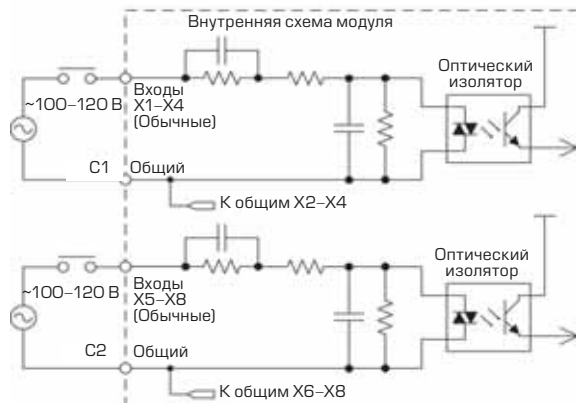 Внутренняя схема модуля
Оптический
изолятор
~100–120 В
Входы
X1–X4
(Обычные)
C1
Общий
К общим X2–X4
Оптический
изолятор
~100–120 В
Входы
X5–X8
(Обычные)
C2
Общий
К общим X6–X8